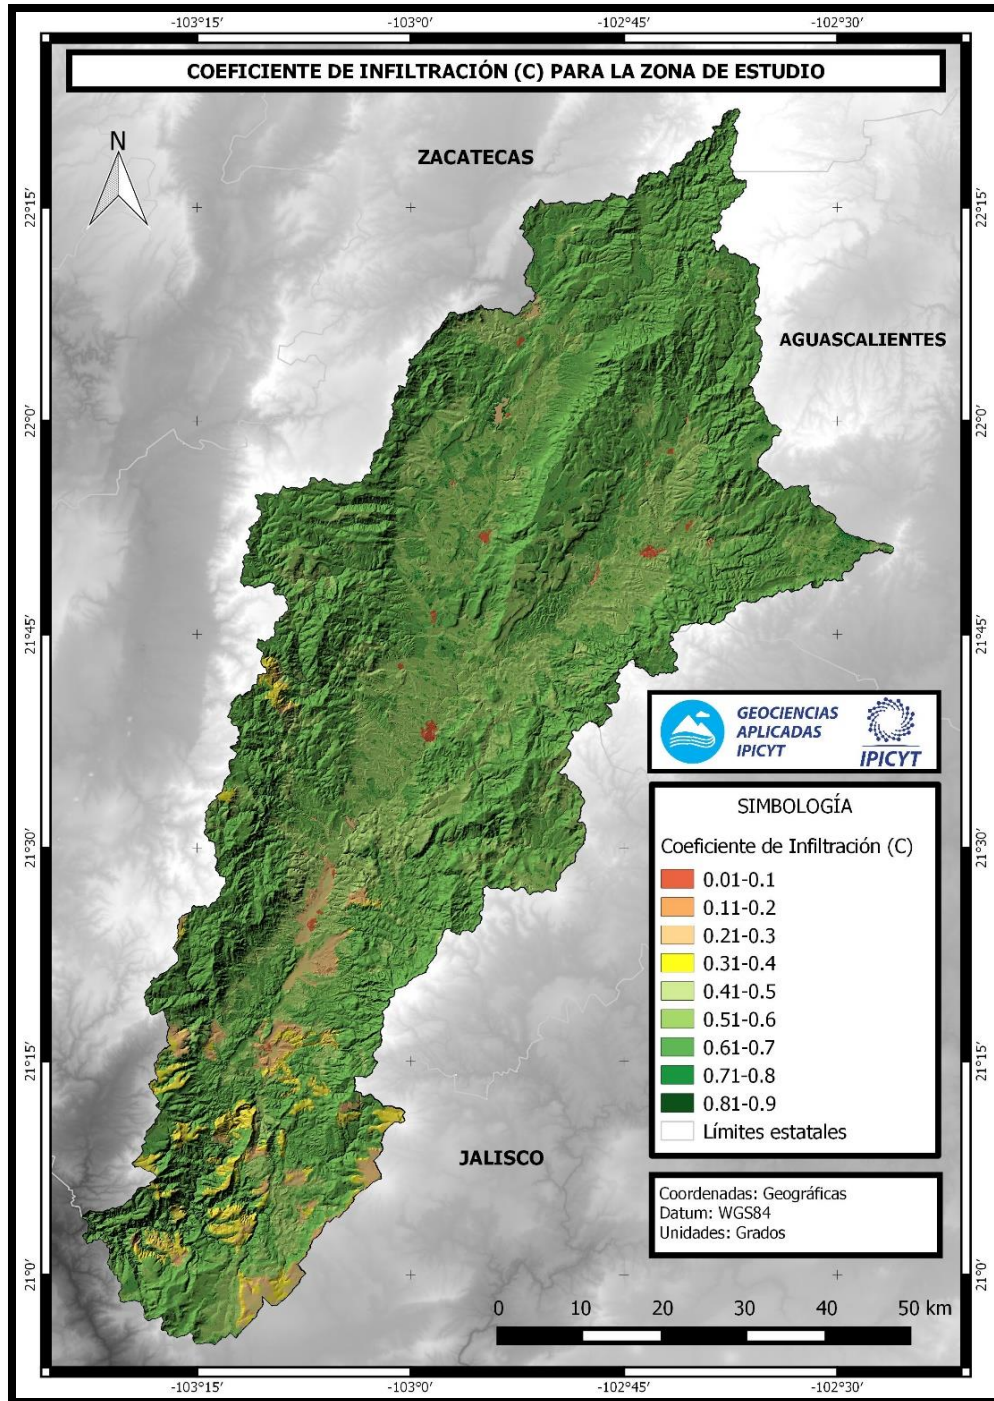 -103°15' -103°0' -102°45' -102°30'
COEFICIENTE DE INFILTRACIÓN (C) PARA LA ZONA DE ESTUDIO
N
ZACATECAS
AGUASCALIENTES
JALISCO
22°15' 22°15'
22°0' 22°0'
21°45' 21°45'
21°30' 21°30'
21°15' 21°15'
21°0' 21°0'
GEOCIENCIAS
APLICADAS
IPICYT
IPICYT
SIMBOLOGÍA
Coeficiente de Infiltración (C)
0.01-0.1
0.11-0.2
0.21-0.3
0.31-0.4
0.41-0.5
0.51-0.6
0.61-0.7
0.71-0.8
0.81-0.9
Límites estatales
Coordenadas: Geográficas
Datum: WGS84
Unidades: Grados
0 10 20 30 40 50 km
-103°15' -103°0' -102°45' -102°30'